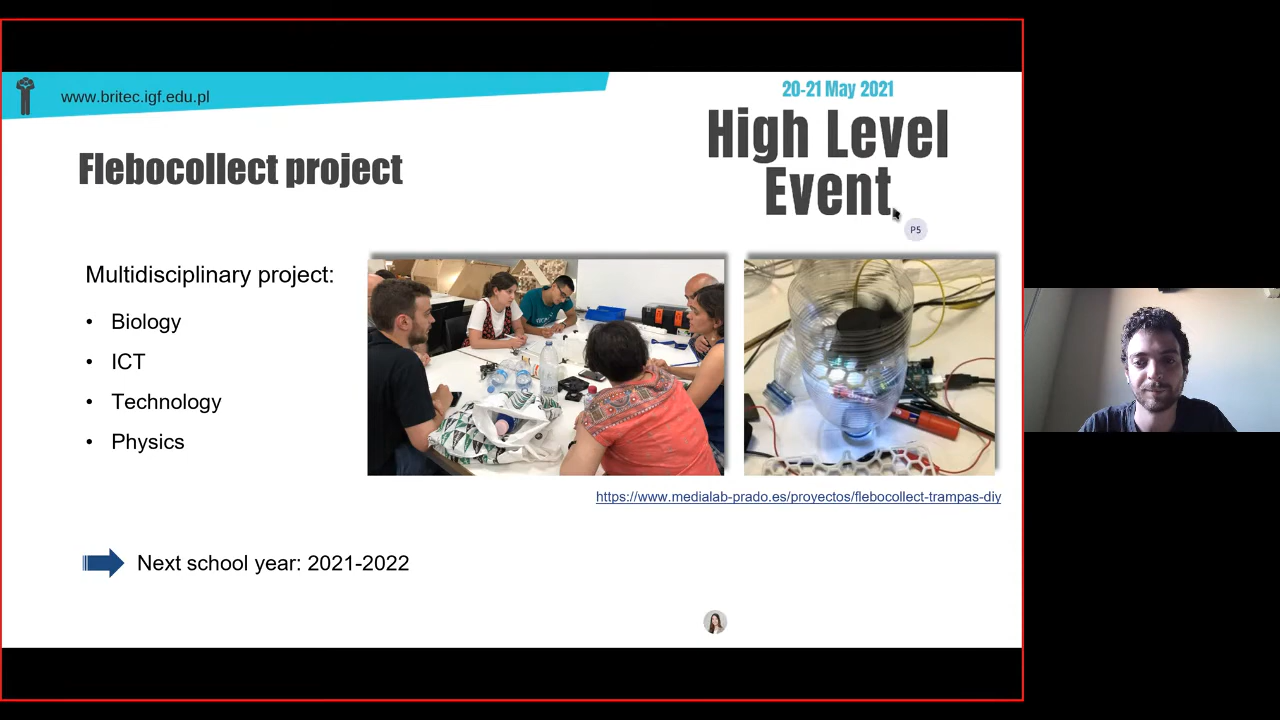 www.britec.igf.edu.pl
20-21 May 2021
High Level
Event
P5
Flebocollect project
Multidisciplinary project:
• Biology
• ICT
• Technology
• Physics
https://www.medialab-prado.es/proyectos/flebocollect-trampas-diy
Next school year: 2021-2022